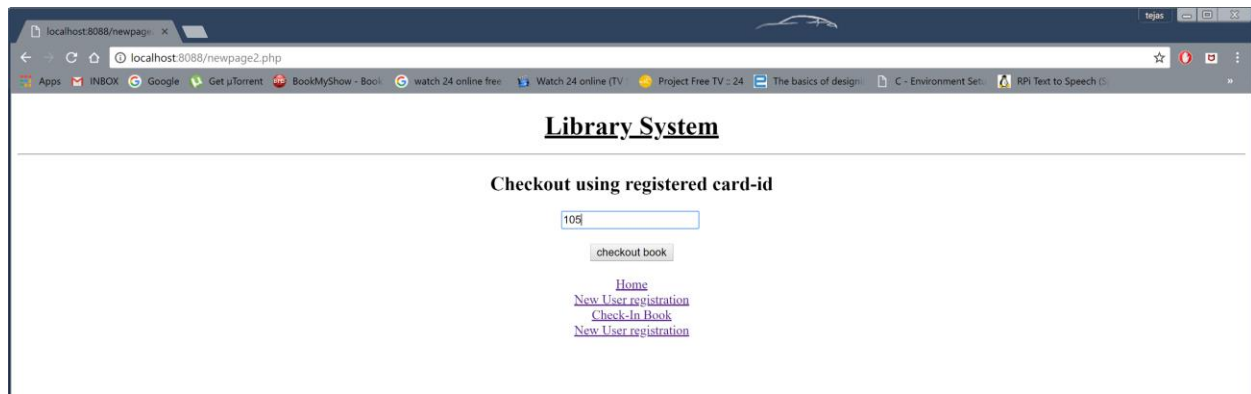 tejas
localhost:8088/newpage
localhost:8088/newpage2.php
Apps INBOX Google Get µTorrent BookMyShow - Book watch 24 online free Watch 24 online (TV Project Free TV :: 24 The basics of design C - Environment Set RPi Text to Speech (S
Library System
Checkout using registered card-id
105
checkout book
Home
New User registration
Check-In Book
New User registration